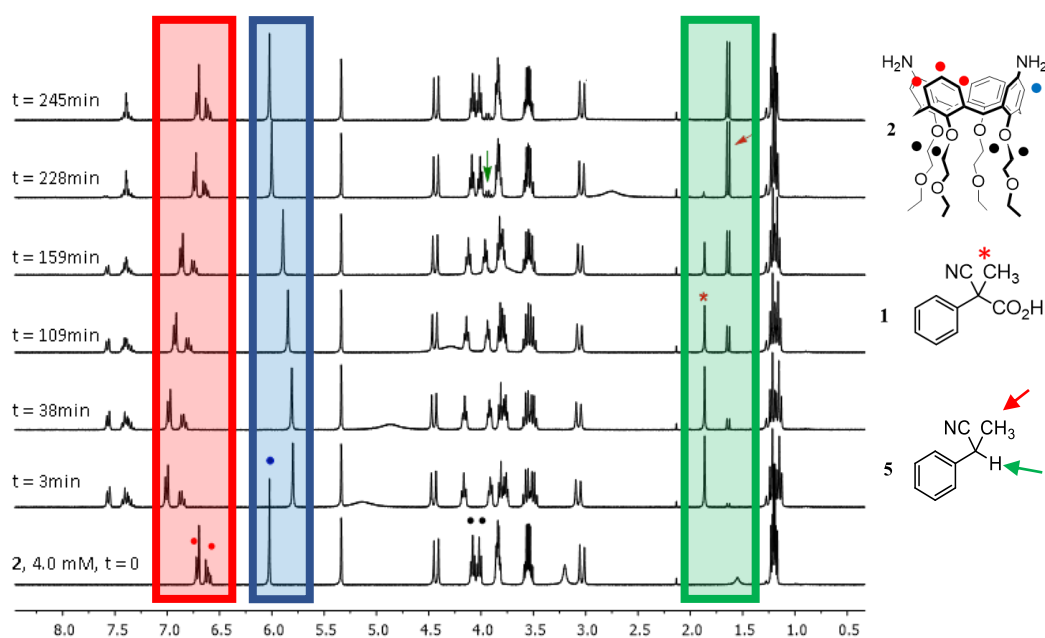 t = 245min
t = 228min
t = 159min
t = 109min
t = 38min
t = 3min
2, 4.0 mM, t = 0
*
8.0 7.5 7.0 6.5 6.0 5.5 5.0 4.5 4.0 3.5 3.0 2.5 2.0 1.5 1.0 0.5
H₂N NH₂
2
O O O O
O O O O
*
NC CH₃
1
CO₂H
NC CH₃
5
H